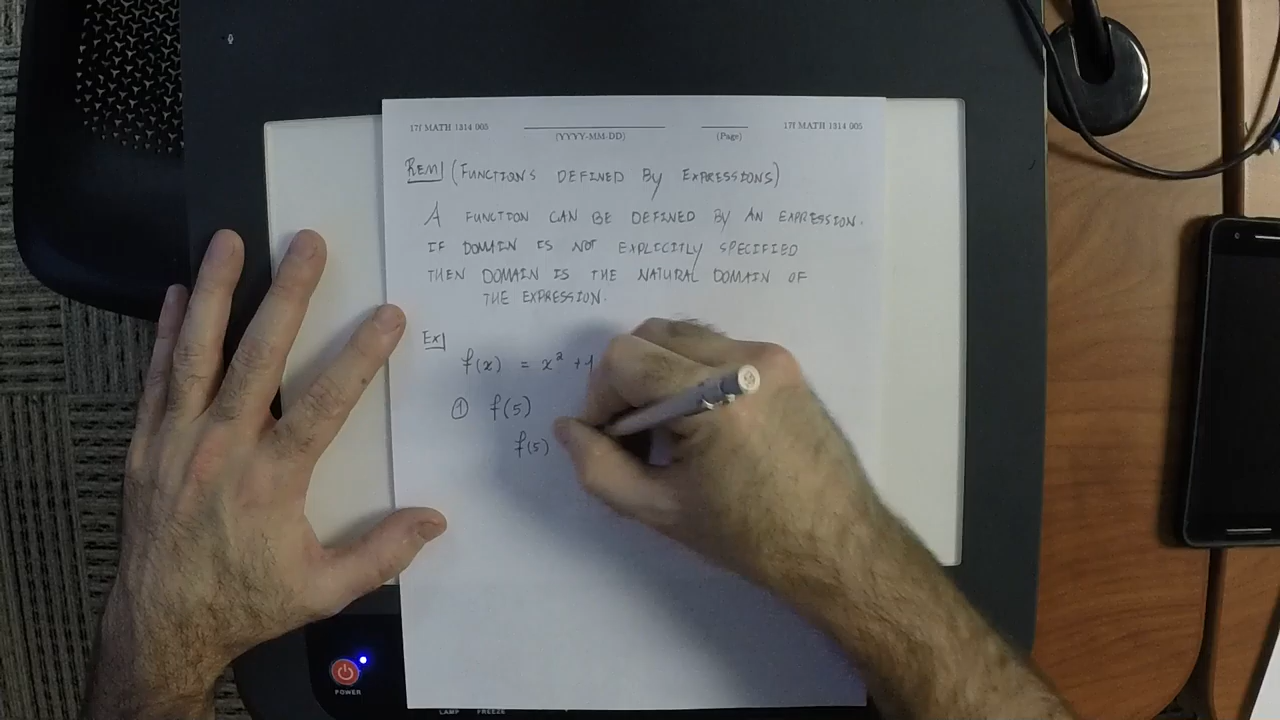 17f MATH 1314 005 (YYYY-MM-DD) (Page) 17f MATH 1314 005
REM (FUNCTIONS DEFINED By EXPRESSIONS)
A FUNCTION CAN BE DEFINED BY AN EXPRESSION.
IF DOMAIN IS NOT EXPLICITLY SPECIFIED
THEN DOMAIN IS THE NATURAL DOMAIN OF
THE EXPRESSION.
Ex
f(x) = x² + 1
① f(5)
f(5)
POWER
LAMP FREEZE